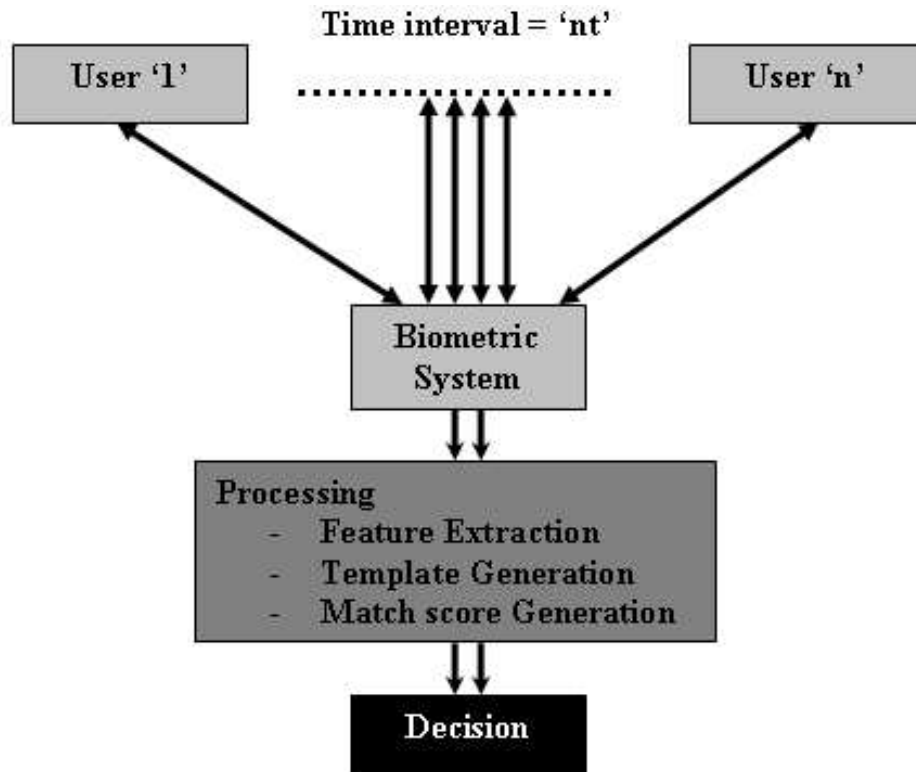 Time interval = ‘nt’
User ‘1’
User ‘n’
Biometric
System
Processing
- Feature Extraction
- Template Generation
- Match score Generation
Decision